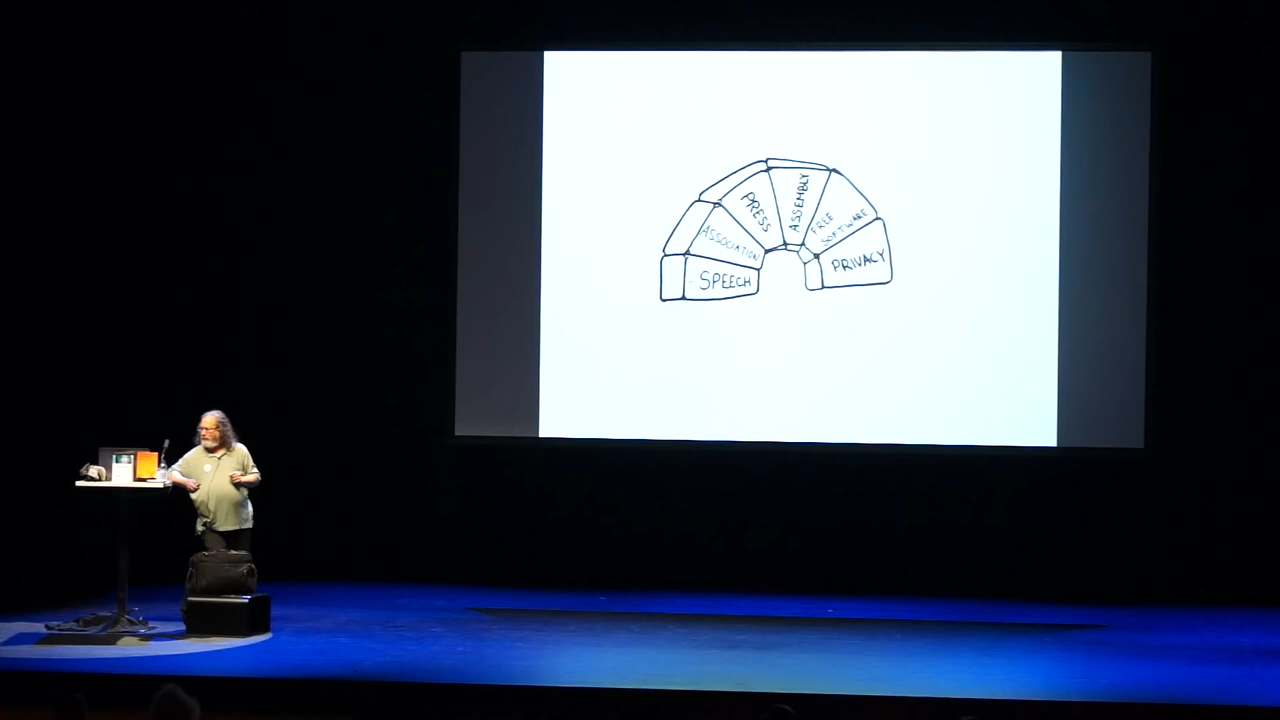 SPEECH
ASSOCIATION
PRESS
ASSEMBLY
FREE
SOFTWARE
PRIVACY